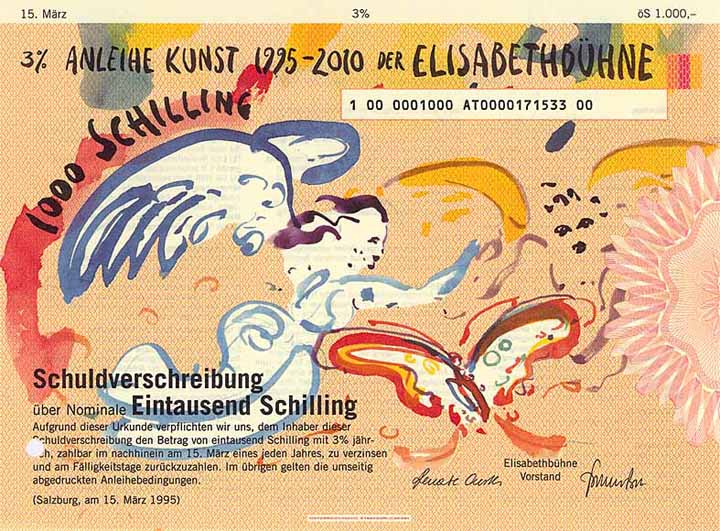 15. März 3% öS 1.000,–
3% ANLEIHE KUNST 1995-2010 DER ELISABETHBÜHNE
1 00 0001000 AT0000171533 00
1000 SCHILLING
Schuldverschreibung
über Nominale Eintausend Schilling
Aufgrund dieser Urkunde verpflichten wir uns, dem Inhaber dieser
Schuldverschreibung den Betrag von eintausend Schilling mit 3% jähr-
lich, zahlbar im nachhinein am 15. März eines jeden Jahres, zu verzinsen
und am Fälligkeitstage zurückzuzahlen. Im übrigen gelten die umseitig
abgedruckten Anleihebedingungen.
(Salzburg, am 15. März 1995)
Elisabethbühne
Vorstand